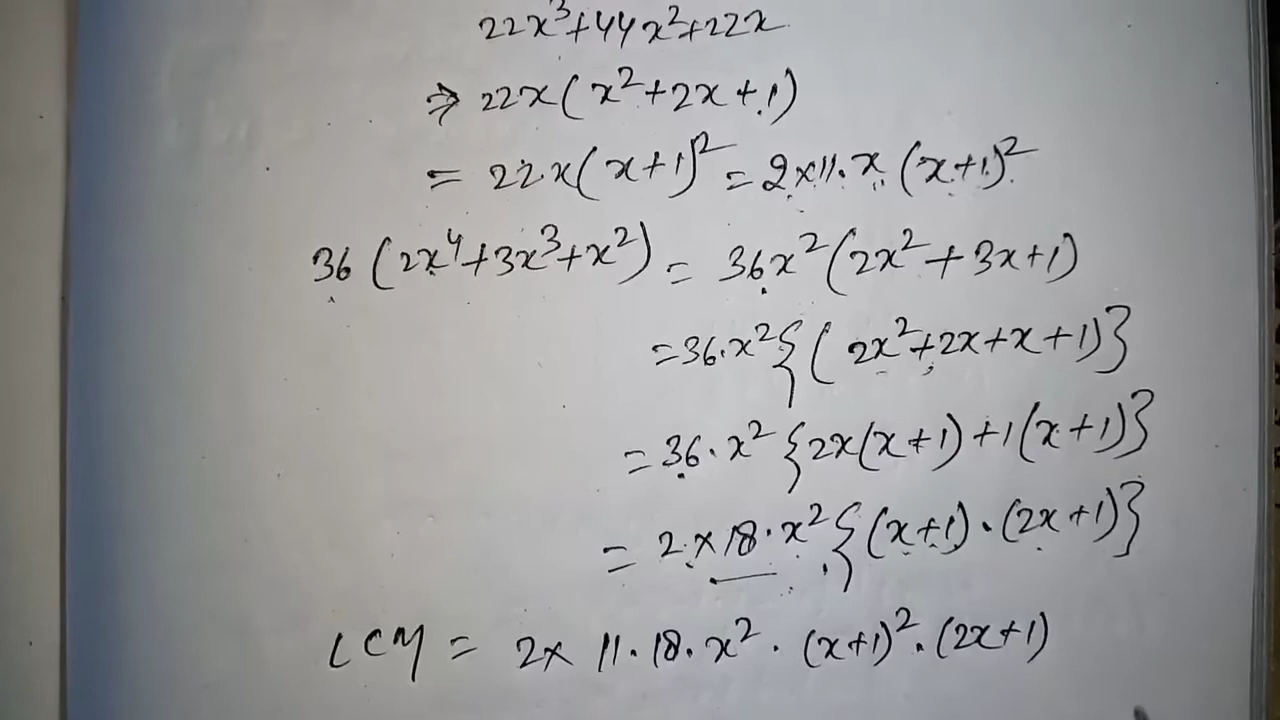 22x³+44x²+22x
⇒ 22x(x²+2x+1)
= 22x(x+1)² = 2×11·x(x+1)²
36(2x⁴+3x³+x²) = 36x²(2x²+3x+1)
=36·x²{(2x²+2x+x+1)}
=36·x²{2x(x+1)+1(x+1)}
= 2×18·x²{(x+1)·(2x+1)}
LCM = 2× 11·18·x²·(x+1)²·(2x+1)